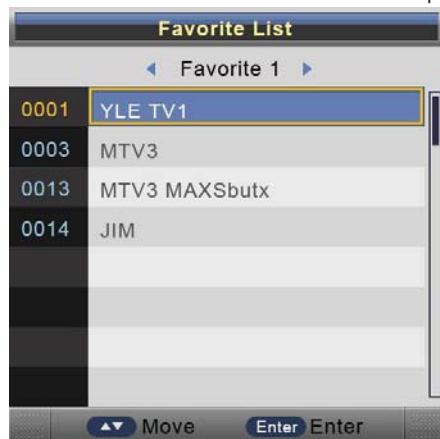 Favorite List
Favorite 1
0001 YLE TV1
0003 MTV3
0013 MTV3 MAXSbutx
0014 JIM
Move Enter Enter